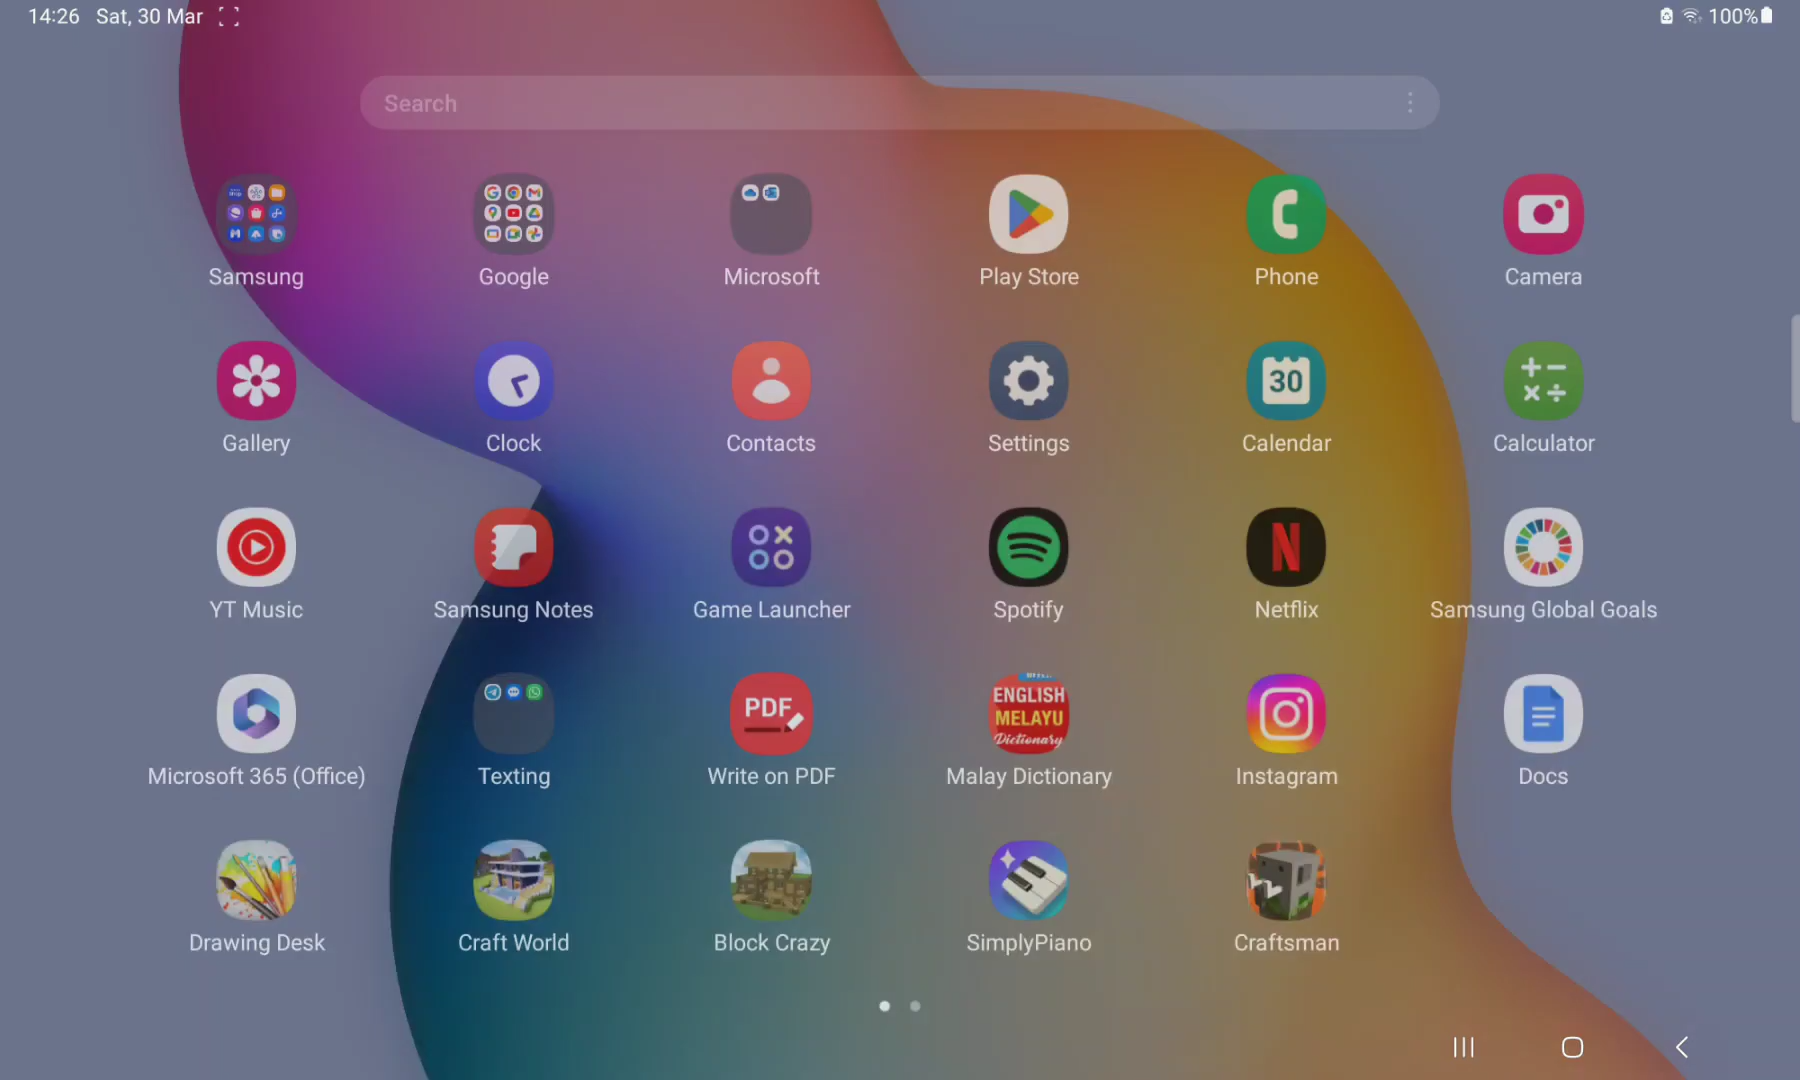 14:26 Sat, 30 Mar 100%
Search
Samsung Google Microsoft Play Store Phone Camera
30
Gallery Clock Contacts Settings Calendar Calculator
YT Music Samsung Notes Game Launcher Spotify Netflix Samsung Global Goals
PDF ENGLISH
MELAYU
Dictionary
Microsoft 365 (Office) Texting Write on PDF Malay Dictionary Instagram Docs
Drawing Desk Craft World Block Crazy SimplyPiano Craftsman